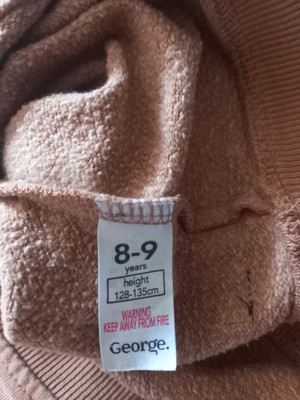 8-9
years
height
128-135cm
WARNING
KEEP AWAY FROM FIRE
George.